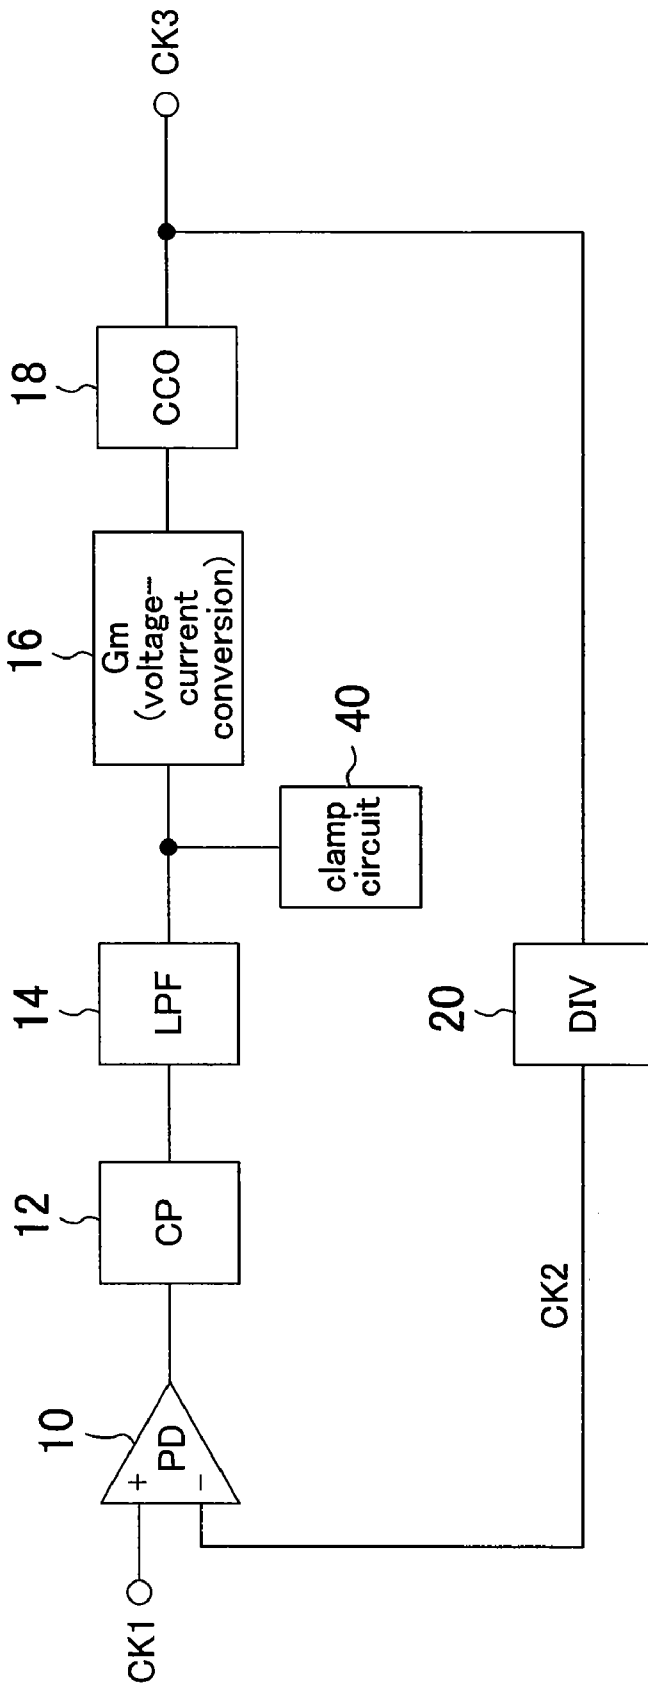 CK1
10
+
PD
−
12
CP
14
LPF
40
clamp
circuit
16
Gm
(voltage−
current
conversion)
18
CCO
CK3
20
DIV
CK2